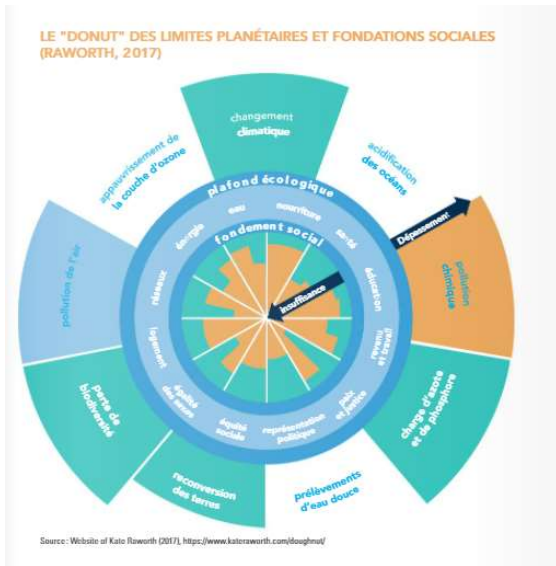 LE "DONUT" DES LIMITES PLANÉTAIRES ET FONDATIONS SOCIALES
(RAWORTH, 2017)
changement
climatique
appauvrissement de
la couche d'ozone
acidification
des océans
plafond écologique
eau
nourriture
énergie
santé
fondement social
Dépassement
pollution de l'air
pollution
chimique
réseaux
éducation
Insuffisance
logement
revenu
et travail
égalité
des sexes
paix
et justice
équité
sociale
représentation
politique
perte de
biodiversité
charge d'azote
et de phosphore
reconversion
des terres
prélèvements
d'eau douce
Source: Website of Kate Raworth (2017), https://www.kateraworth.com/doughnut/